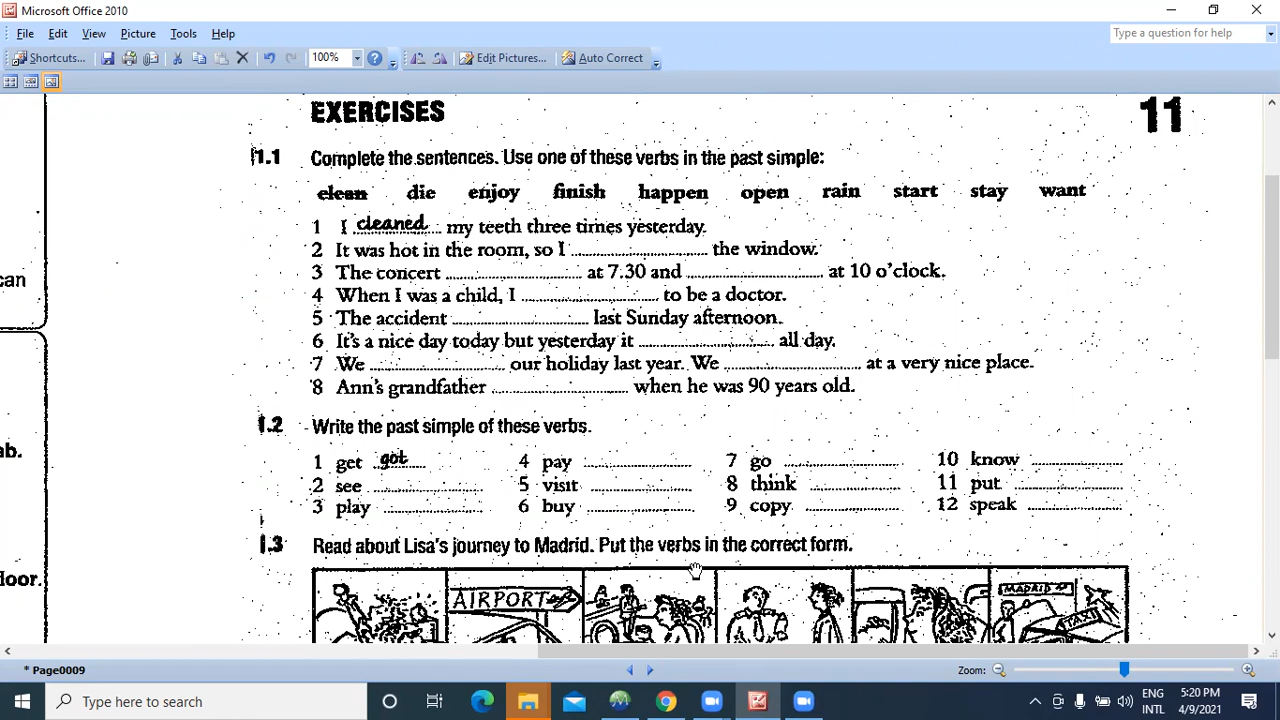 Microsoft Office 2010
File Edit View Picture Tools Help
Type a question for help
Shortcuts... 100% Edit Pictures... Auto Correct
EXERCISES
11
1.1 Complete the sentences. Use one of these verbs in the past simple:
clean die enjoy finish happen open rain start stay want
1 I cleaned my teeth three times yesterday.
2 It was hot in the room, so I .............................. the window.
3 The concert .............................. at 7.30 and .............................. at 10 o'clock.
4 When I was a child, I .............................. to be a doctor.
5 The accident .............................. last Sunday afternoon.
6 It's a nice day today but yesterday it .............................. all day.
7 We .............................. our holiday last year. We .............................. at a very nice place.
8 Ann's grandfather .............................. when he was 90 years old.
can
1.2 Write the past simple of these verbs.
1 get got 4 pay .................... 7 go .................... 10 know ....................
2 see .................... 5 visit .................... 8 think .................... 11 put ....................
3 play .................... 6 buy .................... 9 copy .................... 12 speak ....................
ab.
1.3 Read about Lisa's journey to Madrid. Put the verbs in the correct form.
loor.
AIRPORT
MADRID
TAXI
* Page0009
Zoom:
Type here to search
ENG
INTL
5:20 PM
4/9/2021